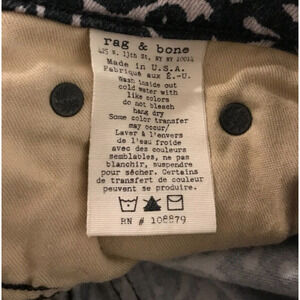 rag & bone
425 W. 13th St. NY NY 10014
Made in U.S.A.
Fabriqué aux É.-U.
Wash inside out
cold water with
like colors
do not bleach
hang dry
Some color transfer
may occur/
Laver à l'envers
de l'eau froide
avec des couleurs
semblables, ne pas
blanchir, suspendre
pour sécher. Certains
de transfert de couleur
peuvent se produire.
RN # 108879